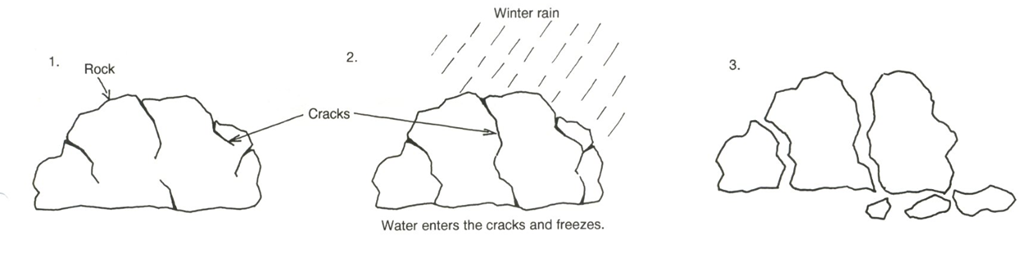 1.
Rock
Cracks
2.
Winter rain
Water enters the cracks and freezes.
3.